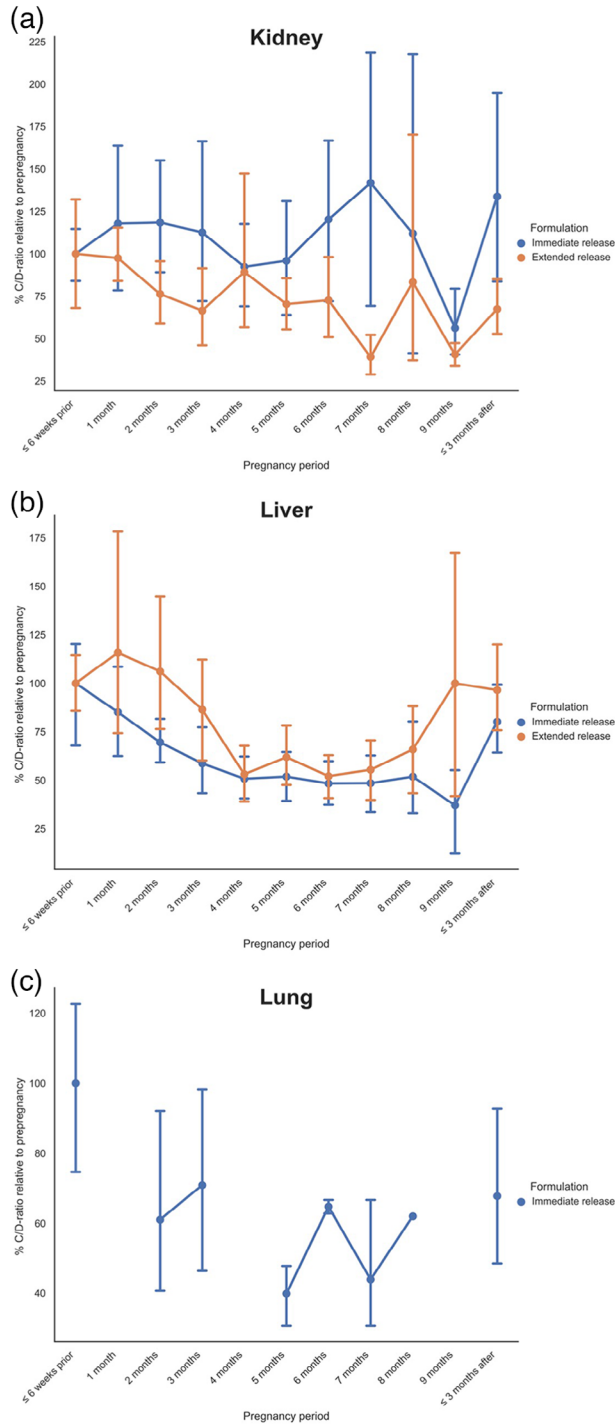 (a)
Kidney
225
200
175
150
125
100
75
50
25
% C/D-ratio relative to prepregnancy
Formulation
Immediate release
Extended release
≤ 6 weeks prior
1 month
2 months
3 months
4 months
5 months
6 months
7 months
8 months
9 months
≤ 3 months after
Pregnancy period
(b)
Liver
175
150
125
100
75
50
25
% C/D-ratio relative to prepregnancy
Formulation
Immediate release
Extended release
≤ 6 weeks prior
1 month
2 months
3 months
4 months
5 months
6 months
7 months
8 months
9 months
≤ 3 months after
Pregnancy period
(c)
Lung
120
100
80
60
40
% C/D-ratio relative to prepregnancy
Formulation
Immediate release
≤ 6 weeks prior
1 month
2 months
3 months
4 months
5 months
6 months
7 months
8 months
9 months
≤ 3 months after
Pregnancy period